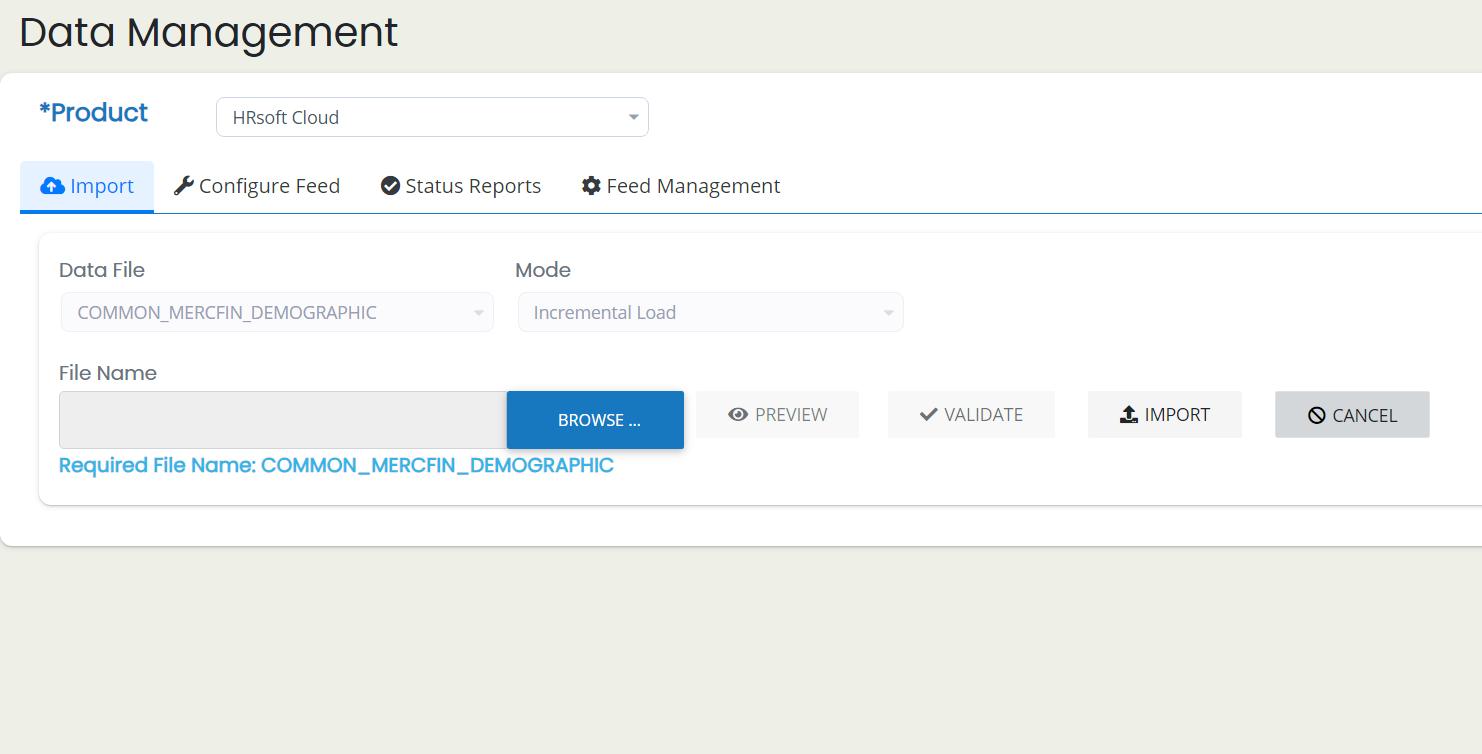 Data Management
*Product
HRsoft Cloud
Import Configure Feed Status Reports Feed Management
Data File Mode
COMMON_MERCFIN_DEMOGRAPHIC Incremental Load
File Name
BROWSE ... PREVIEW VALIDATE IMPORT CANCEL
Required File Name: COMMON_MERCFIN_DEMOGRAPHIC